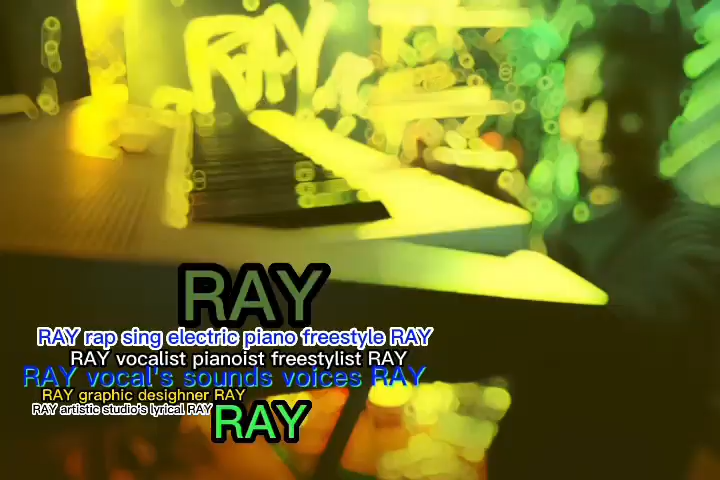 RAY
RAY
RAY rap sing electric piano freestyle RAY
RAY vocalist pianoist freestylist RAY
RAY vocal's sounds voices RAY
RAY graphic desighner RAY
RAY artistic studio's lyrical RAY
RAY